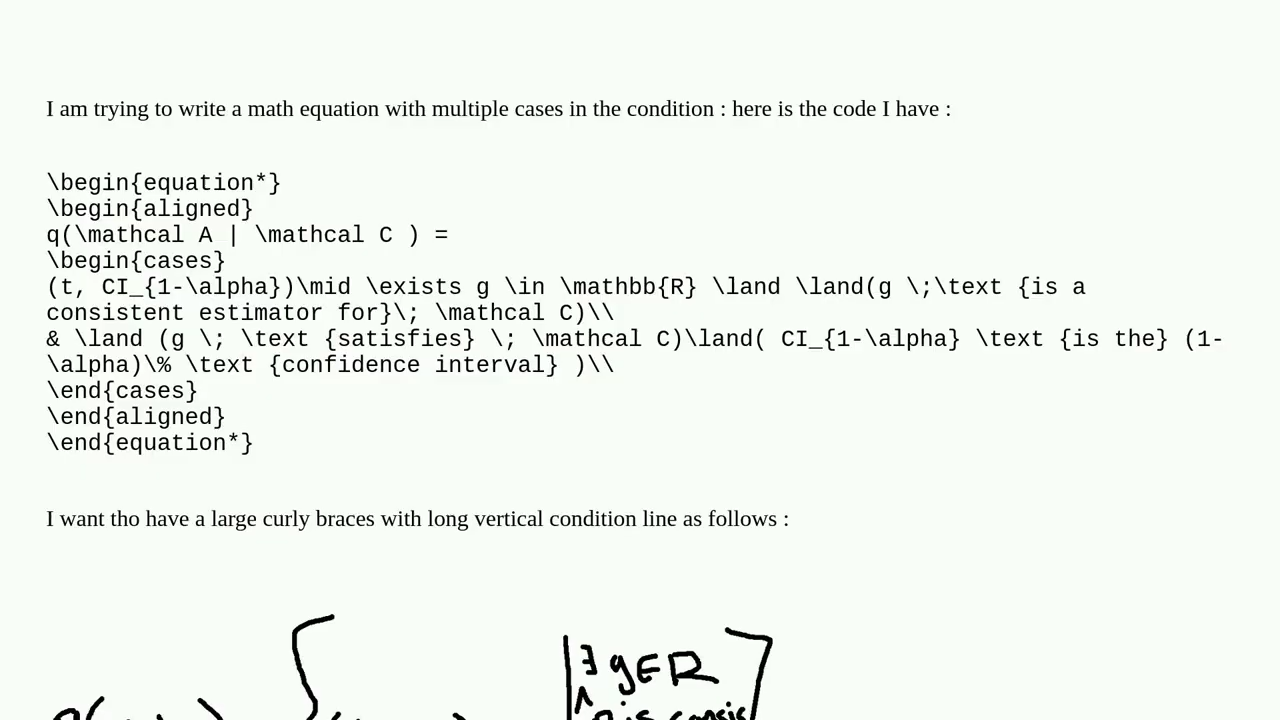 I am trying to write a math equation with multiple cases in the condition : here is the code I have :
\begin{equation*}
\begin{aligned}
q(\mathcal A | \mathcal C ) =
\begin{cases}
(t, CI_{1-\alpha})\mid \exists g \in \mathbb{R} \land \land(g \;\text {is a
consistent estimator for}\; \mathcal C)\\
& \land (g \; \text {satisfies} \; \mathcal C)\land( CI_{1-\alpha} \text {is the} (1-
\alpha)\% \text {confidence interval} )\\
\end{cases}
\end{aligned}
\end{equation*}
I want tho have a large curly braces with long vertical condition line as follows :
∃ g ∈ R
∧